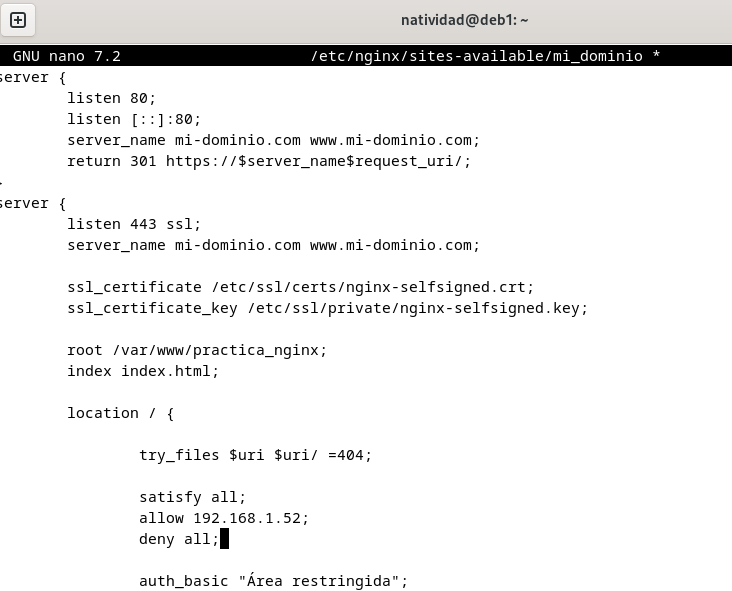 natividad@deb1: ~
GNU nano 7.2 /etc/nginx/sites-available/mi_dominio *
server {
listen 80;
listen [::]:80;
server_name mi-dominio.com www.mi-dominio.com;
return 301 https://$server_name$request_uri/;
}
server {
listen 443 ssl;
server_name mi-dominio.com www.mi-dominio.com;
ssl_certificate /etc/ssl/certs/nginx-selfsigned.crt;
ssl_certificate_key /etc/ssl/private/nginx-selfsigned.key;
root /var/www/practica_nginx;
index index.html;
location / {
try_files $uri $uri/ =404;
satisfy all;
allow 192.168.1.52;
deny all;
auth_basic "Área restringida";